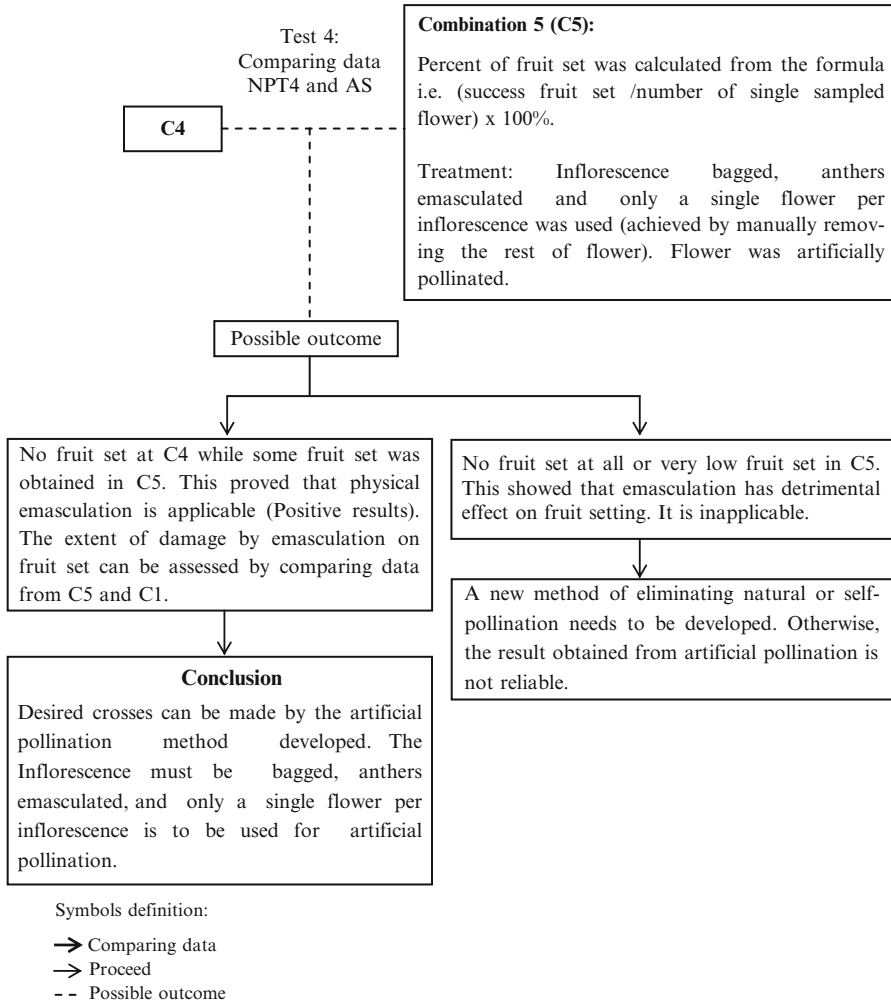 Test 4:
Comparing data
NPT4 and AS
C4
Combination 5 (C5):
Percent of fruit set was calculated from the formula
i.e. (success fruit set /number of single sampled
flower) x 100%.
Treatment: Inflorescence bagged, anthers
emasculated and only a single flower per
inflorescence was used (achieved by manually remov-
ing the rest of flower). Flower was artificially
pollinated.
Possible outcome
No fruit set at C4 while some fruit set was
obtained in C5. This proved that physical
emasculation is applicable (Positive results).
The extent of damage by emasculation on
fruit set can be assessed by comparing data
from C5 and C1.
No fruit set at all or very low fruit set in C5.
This showed that emasculation has detrimental
effect on fruit setting. It is inapplicable.
A new method of eliminating natural or self-
pollination needs to be developed. Otherwise,
the result obtained from artificial pollination is
not reliable.
Conclusion
Desired crosses can be made by the artificial
pollination method developed. The
Inflorescence must be bagged, anthers
emasculated, and only a single flower per
inflorescence is to be used for artificial
pollination.
Symbols definition:
Comparing data
Proceed
Possible outcome